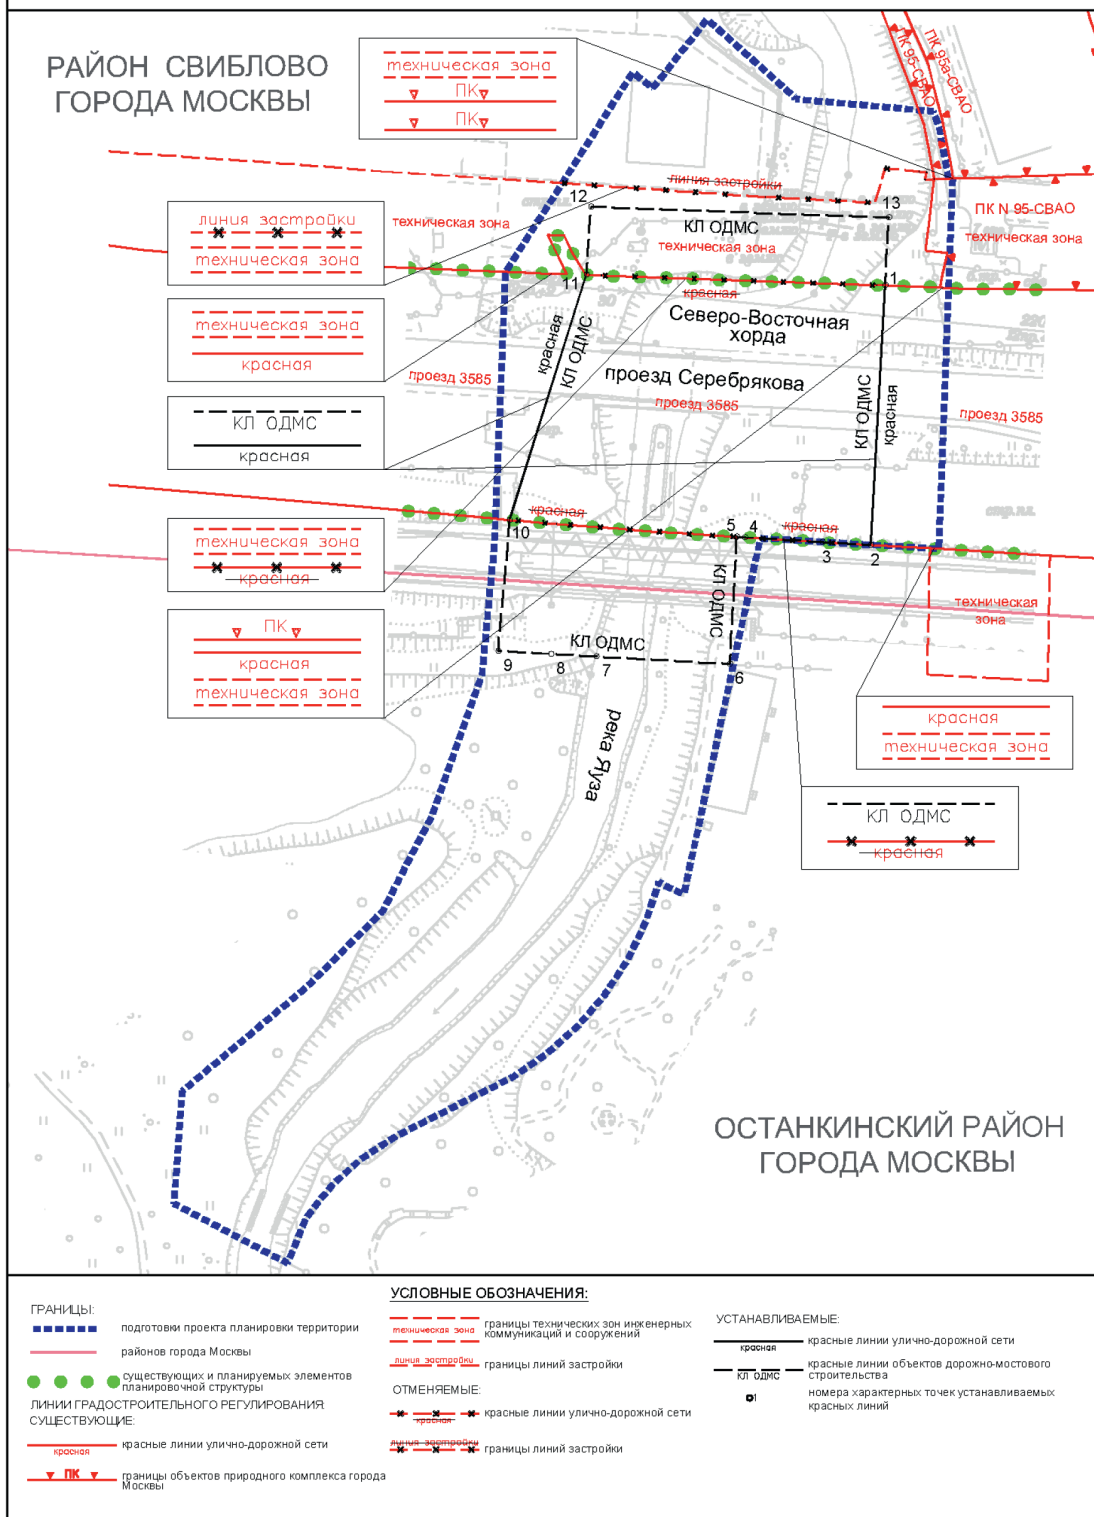 РАЙОН СВИБЛОВО
ГОРОДА МОСКВЫ
техническая зона
ПК
ПК
ПК 95-СВАО
ПК 95а-СВАО
линия застройки
12
13
КЛ ОДМС
техническая зона
техническая зона
ПК N 95-СВАО
техническая зона
линия застройки
техническая зона
11
красная
1
Северо-Восточная
хорда
техническая зона
красная
красная
КЛ ОДМС
проезд Серебрякова
проезд 3585
проезд 3585
проезд 3585
КЛ ОДМС
красная
КЛ ОДМС
красная
техническая зона
красная
10
красная
5
4
красная
3
2
КЛ ОДМС
техническая
зона
ПК
красная
техническая зона
КЛ ОДМС
9
8
7
6
река Яуза
красная
техническая зона
КЛ ОДМС
красная
ОСТАНКИНСКИЙ РАЙОН
ГОРОДА МОСКВЫ
УСЛОВНЫЕ ОБОЗНАЧЕНИЯ:
ГРАНИЦЫ:
подготовки проекта планировки территории
районов города Москвы
существующих и планируемых элементов
планировочной структуры
ЛИНИИ ГРАДОСТРОИТЕЛЬНОГО РЕГУЛИРОВАНИЯ
СУЩЕСТВУЮЩИЕ:
красная
красные линии улично-дорожной сети
ПК
границы объектов природного комплекса города
Москвы
техническая зона
границы технических зон инженерных
коммуникаций и сооружений
линия застройки
границы линий застройки
ОТМЕНЯЕМЫЕ:
красная
красные линии улично-дорожной сети
линия застройки
границы линий застройки
УСТАНАВЛИВАЕМЫЕ:
красная
красные линии улично-дорожной сети
КЛ ОДМС
красные линии объектов дорожно-мостового
строительства
1
номера характерных точек устанавливаемых
красных линий